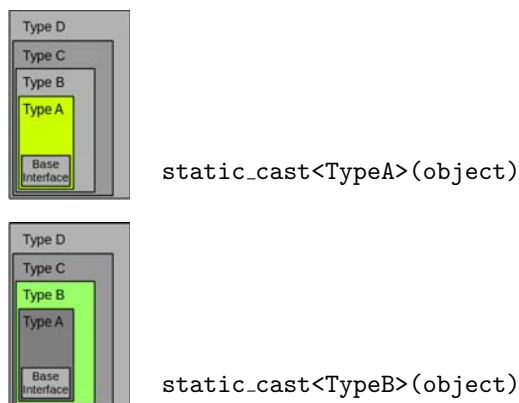 Type D
Type C
Type B
Type A
Base
Interface
static_cast<TypeA>(object)
Type D
Type C
Type B
Type A
Base
Interface
static_cast<TypeB>(object)